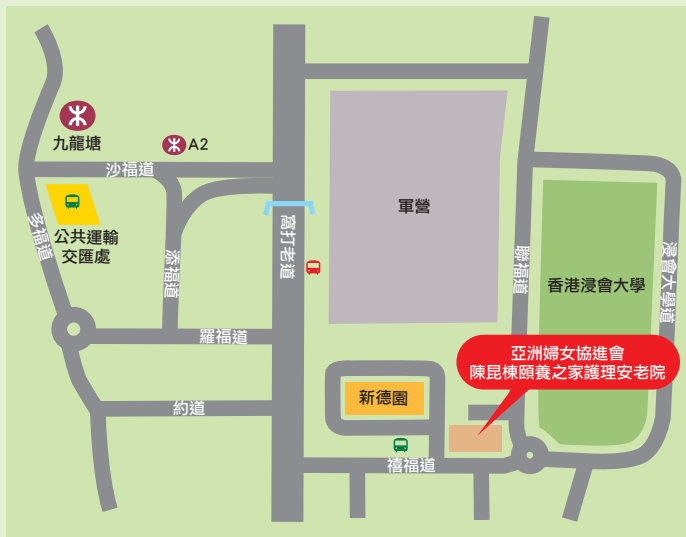 九龍塘
A2
沙福道
公共運輸
交匯處
多福道
添福道
窩打老道
軍營
聯福道
浸會大學道
香港浸會大學
羅福道
亞洲婦女協進會
陳昆棟頤養之家護理安老院
新德園
約道
禧福道